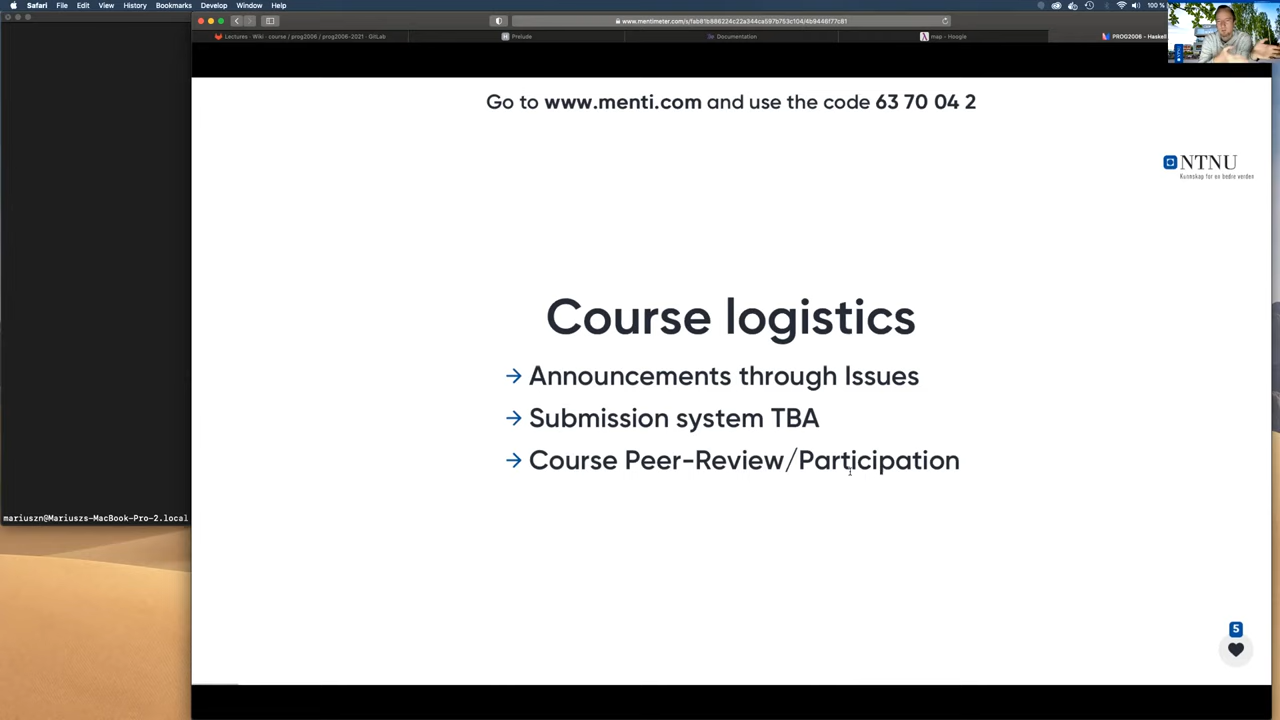 Safari File Edit View History Bookmarks Develop Window Help
100 %
www.mentimeter.com/s/fab81b886224c22a344ca597b753c104/4b9446f77c81
Lectures · Wiki · course / prog2006 / prog2006-2021 · GitLab
Prelude
Documentation
map - Hoogle
PROG2006 - Haskell
Go to www.menti.com and use the code 63 70 04 2
NTNU
Kunnskap for en bedre verden
Course logistics
→ Announcements through Issues
→ Submission system TBA
→ Course Peer-Review/Participation
mariuszn@Mariuszs-MacBook-Pro-2.local
5